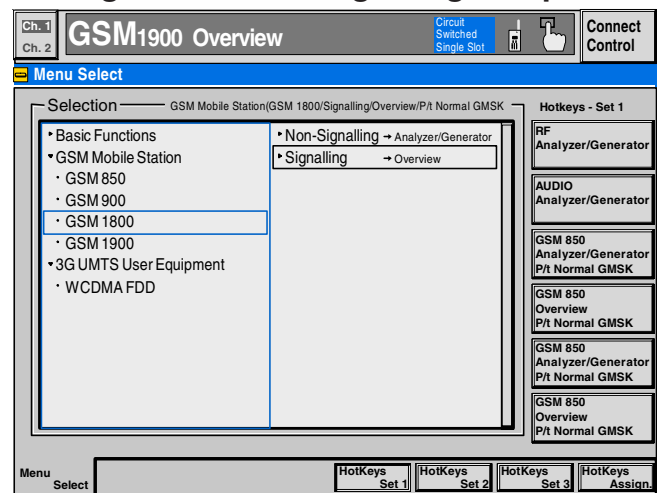 Ch. 1
Ch. 2
GSM1900 Overview
Circuit
Switched
Single Slot
Connect
Control
Menu Select
Selection
GSM Mobile Station(GSM 1800/Signalling/Overview/P/t Normal GMSK
Hotkeys - Set 1
Basic Functions
GSM Mobile Station
· GSM 850
· GSM 900
· GSM 1800
· GSM 1900
3G UMTS User Equipment
· WCDMA FDD
Non-Signalling → Analyzer/Generator
Signalling → Overview
RF
Analyzer/Generator
AUDIO
Analyzer/Generator
GSM 850
Analyzer/Generator
P/t Normal GMSK
GSM 850
Overview
P/t Normal GMSK
GSM 850
Analyzer/Generator
P/t Normal GMSK
GSM 850
Overview
P/t Normal GMSK
Menu
Select
HotKeys
Set 1
HotKeys
Set 2
HotKeys
Set 3
HotKeys
Assign.